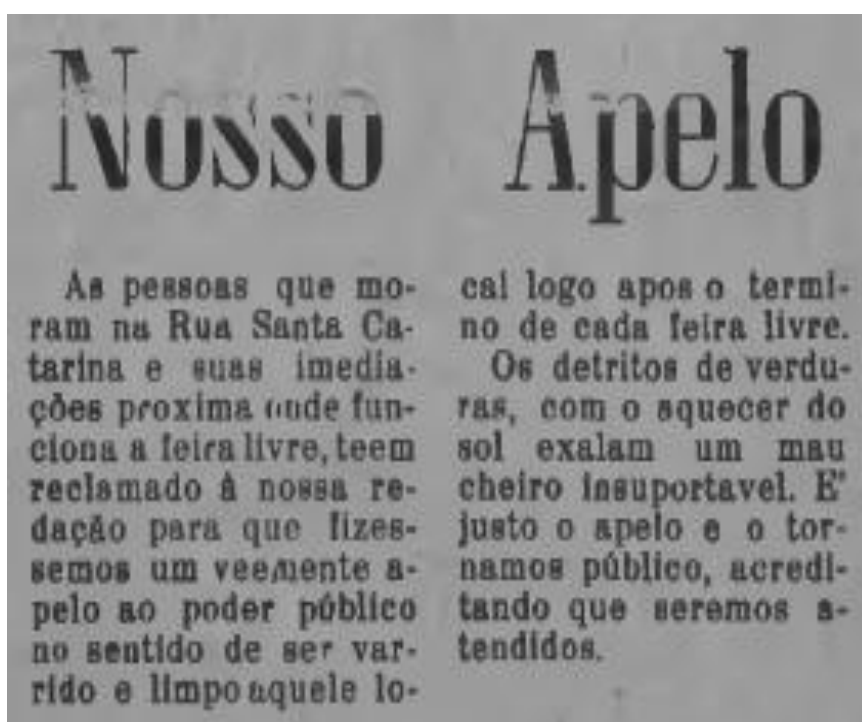 Nosso Apelo
As pessoas que mo-
ram na Rua Santa Ca-
tarina e suas imedia-
ções proxima onde fun-
ciona a feira livre, teem
reclamado à nossa re-
dação para que fizes-
semos um veemente a-
pelo ao poder público
no sentido de ser var-
rido e limpo aquele lo-
cal logo apos o termi-
no de cada feira livre.
Os detritos de verdu-
ras, com o aquecer do
sol exalam um mau
cheiro insuportavel. E'
justo o apelo e o tor-
namos público, acredi-
tando que seremos a-
tendidos.